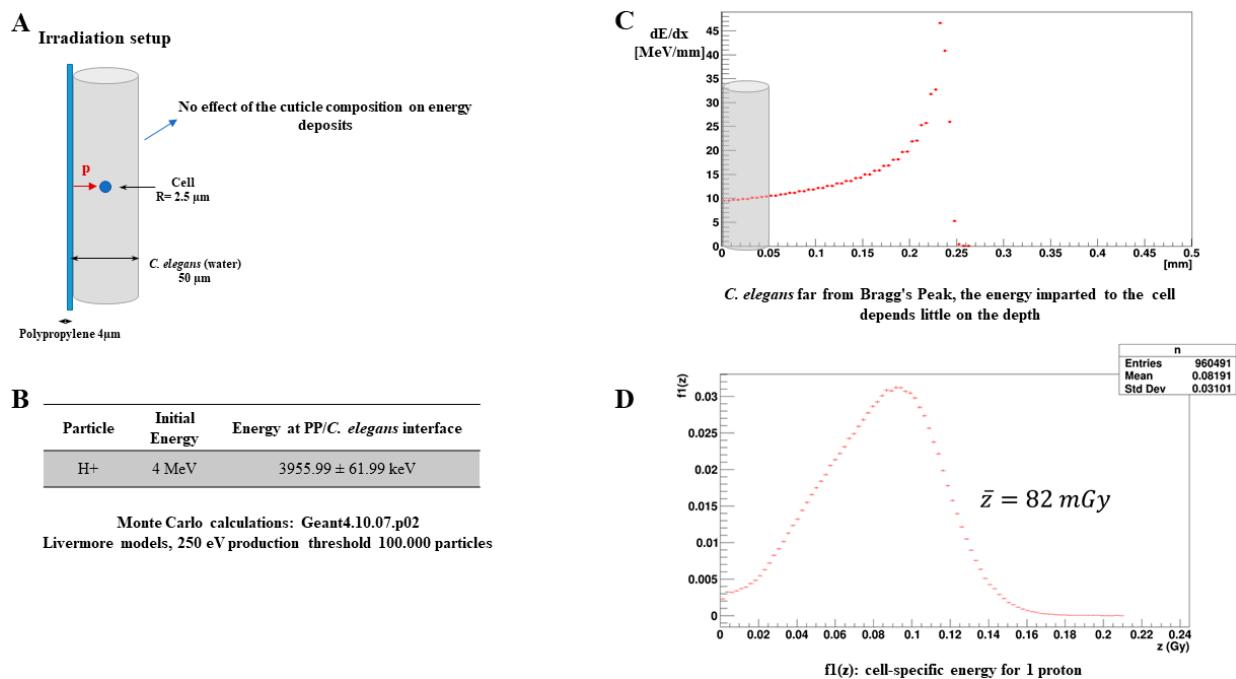 A
Irradiation setup
No effect of the cuticle composition on energy
deposits
p
Cell
R= 2.5 µm
C. elegans (water)
50 µm
Polypropylene 4µm
B
Particle
Initial
Energy
Energy at PP/C. elegans interface
H+
4 MeV
3955.99 ± 61.99 keV
Monte Carlo calculations: Geant4.10.07.p02
Livermore models, 250 eV production threshold 100.000 particles
C
dE/dx
[MeV/mm]
45
40
35
30
25
20
15
10
5
0
0 0.05 0.1 0.15 0.2 0.25 0.3 0.35 0.4 0.45 0.5
[mm]
C. elegans far from Bragg's Peak, the energy imparted to the cell
depends little on the depth
D
n
Entries 960491
Mean 0.08191
Std Dev 0.03101
f1(z)
0.03
0.025
0.02
0.015
0.01
0.005
0
z̄ = 82 mGy
0 0.02 0.04 0.06 0.08 0.1 0.12 0.14 0.16 0.18 0.2 0.22 0.24
z (Gy)
f1(z): cell-specific energy for 1 proton